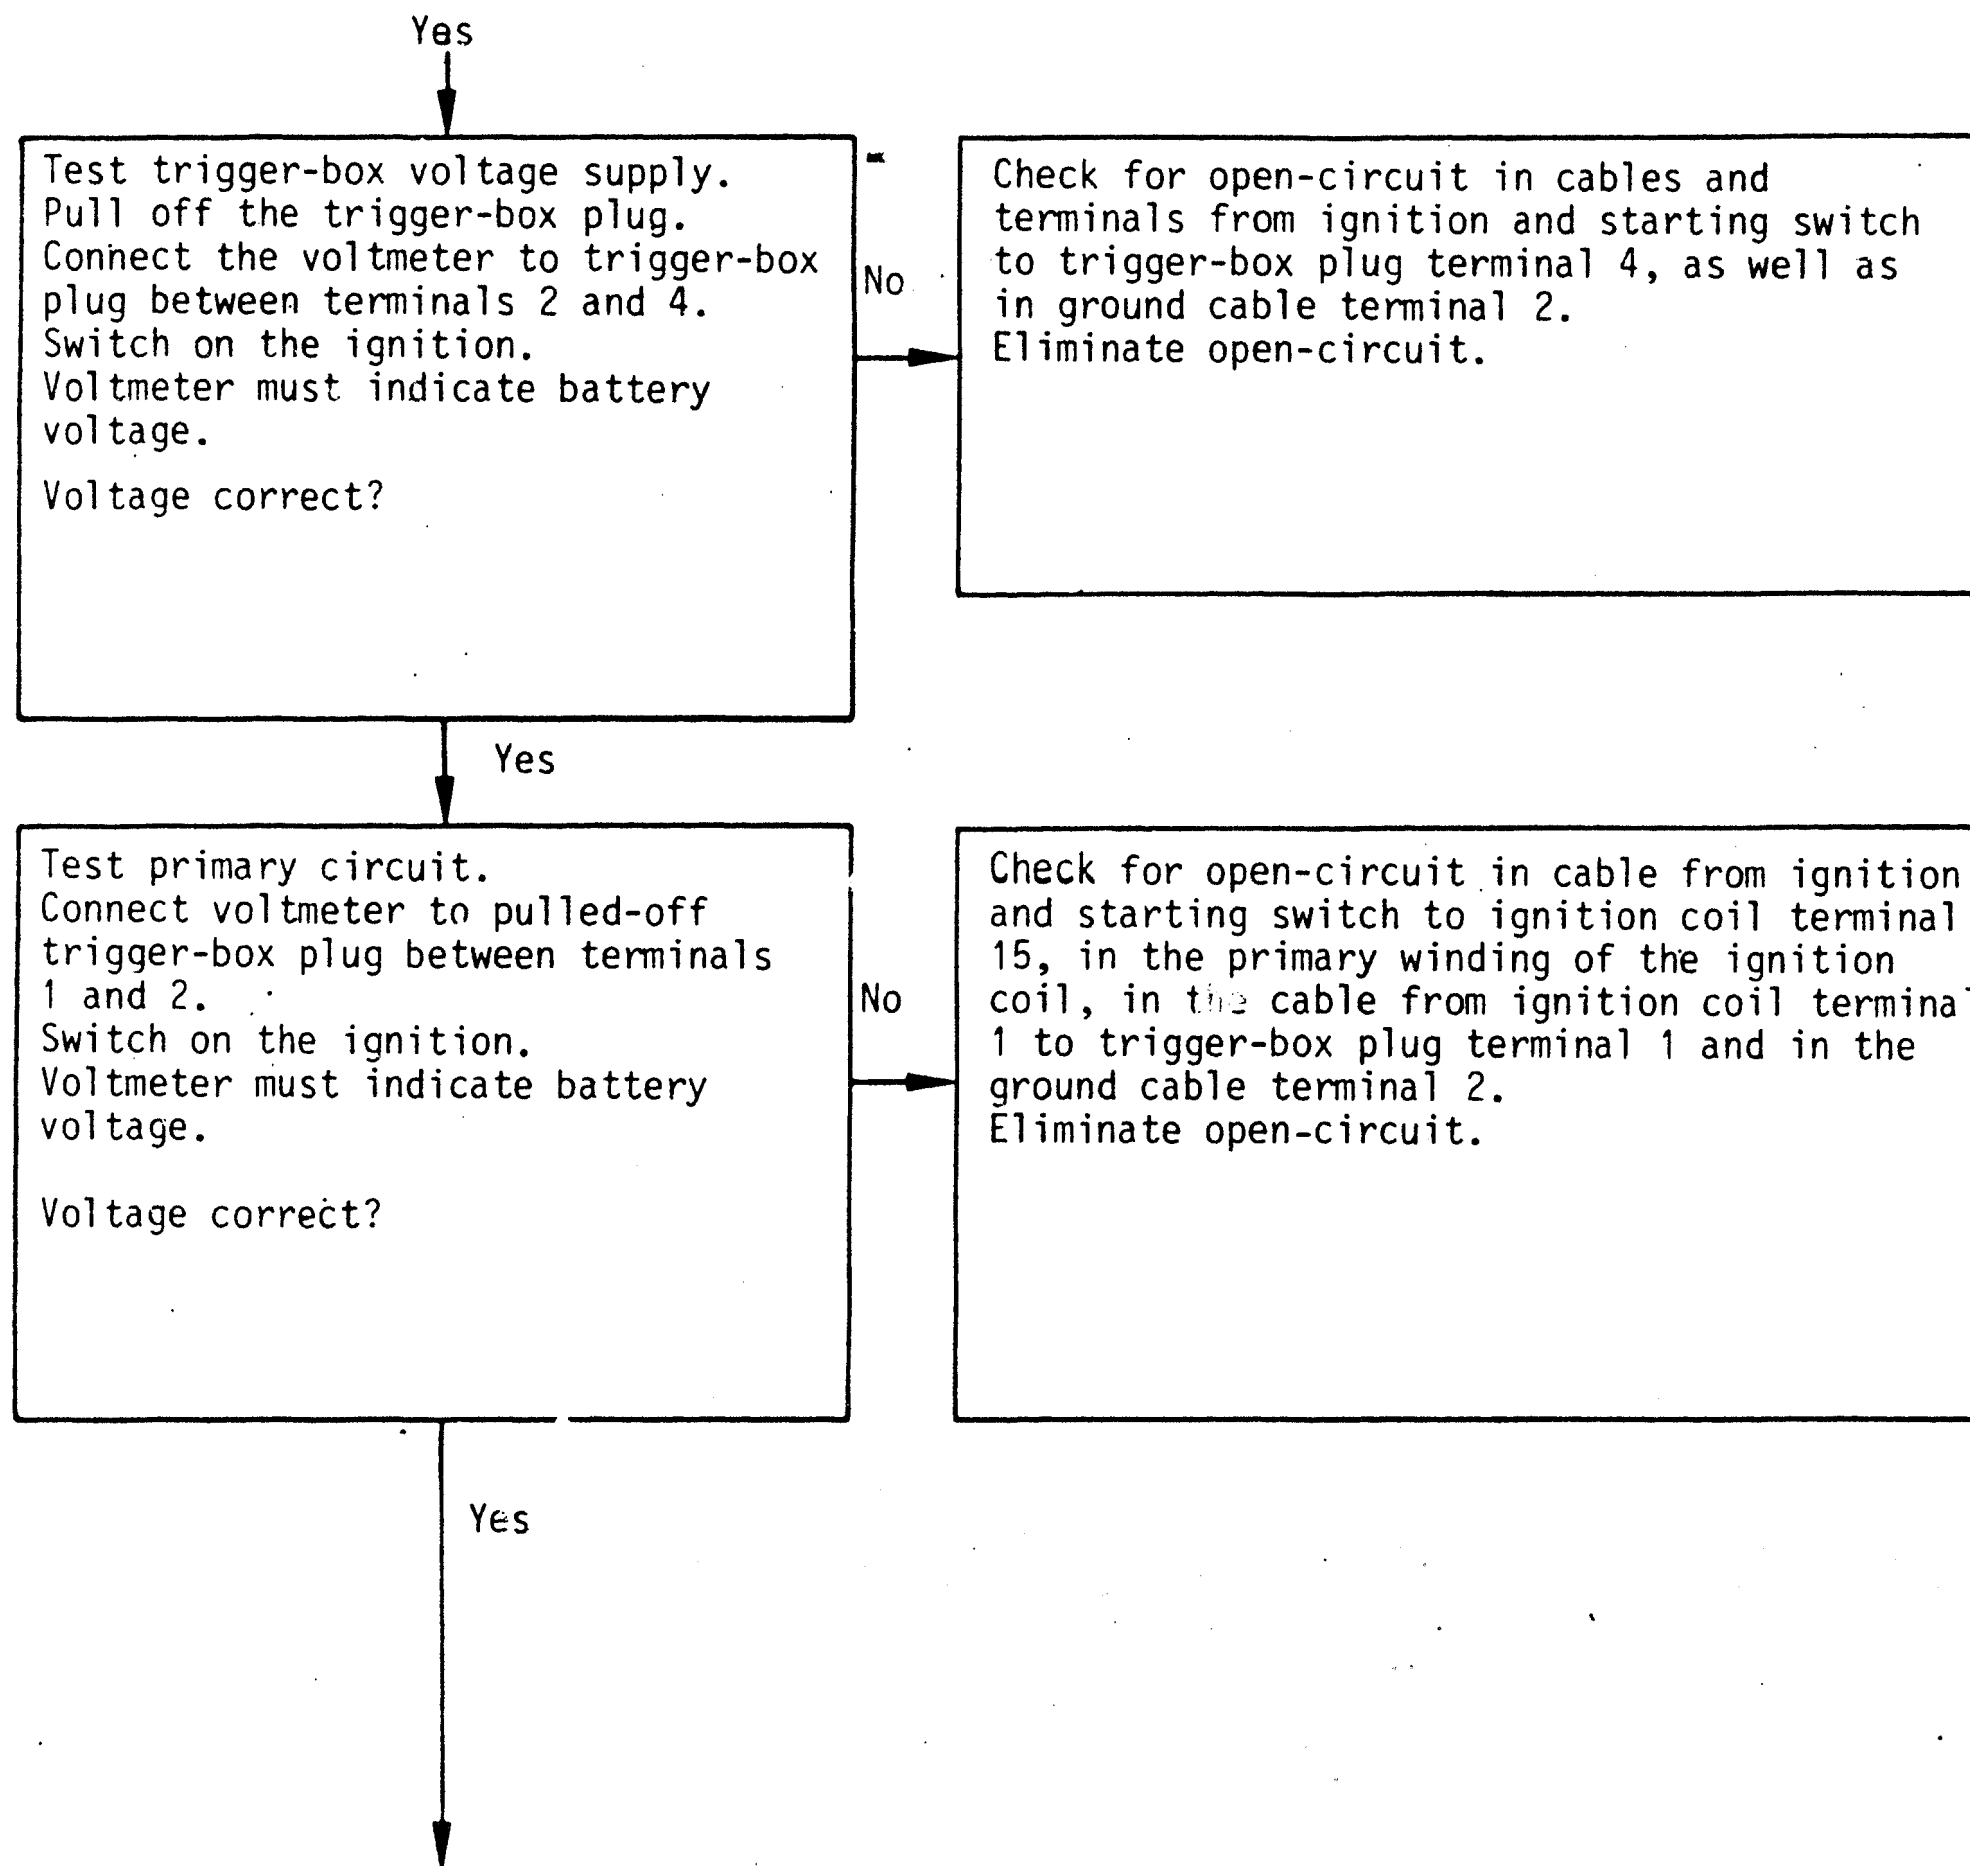 Yes
Test trigger-box voltage supply.
Pull off the trigger-box plug.
Connect the voltmeter to trigger-box
plug between terminals 2 and 4.
Switch on the ignition.
Voltmeter must indicate battery
voltage.
Voltage correct?
No
Check for open-circuit in cables and
terminals from ignition and starting switch
to trigger-box plug terminal 4, as well as
in ground cable terminal 2.
Eliminate open-circuit.
Yes
Test primary circuit.
Connect voltmeter to pulled-off
trigger-box plug between terminals
1 and 2.
Switch on the ignition.
Voltmeter must indicate battery
voltage.
Voltage correct?
No
Check for open-circuit in cable from ignition
and starting switch to ignition coil terminal
15, in the primary winding of the ignition
coil, in the cable from ignition coil terminal
1 to trigger-box plug terminal 1 and in the
ground cable terminal 2.
Eliminate open-circuit.
Yes